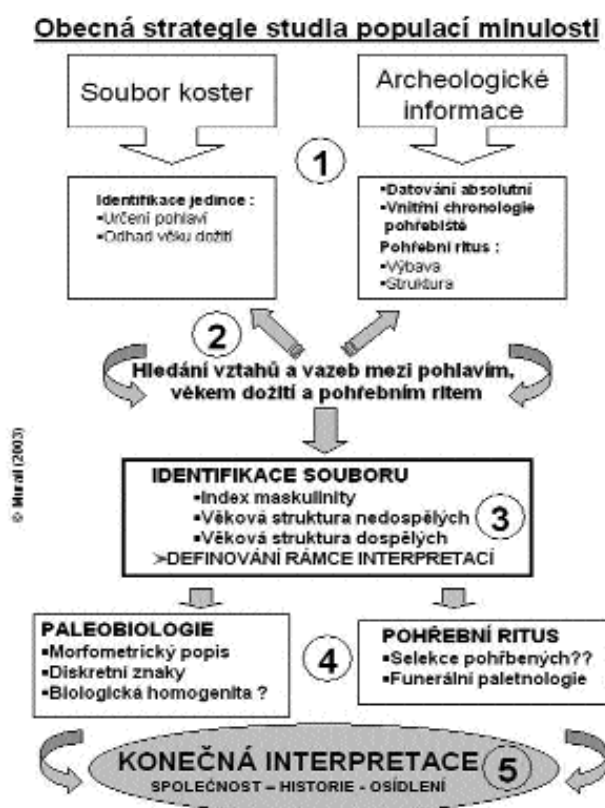 Obecná strategie studia populací minulosti
Soubor koster
Archeologické
informace
1
Identifikace jedince :
▪Určení pohlaví
▪Odhad věku dožití
▪Datování absolutní
▪Vnitřní chronologie
pohřebiště
Pohřební ritus :
▪Výbava
▪Struktura
2
Hledání vztahů a vazeb mezi pohlavím,
věkem dožití a pohřebním ritem
IDENTIFIKACE SOUBORU
▪Index maskulinity
▪Věková struktura nedospělých
▪Věková struktura dospělých
➢DEFINOVÁNÍ RÁMCE INTERPRETACÍ
3
PALEOBIOLOGIE
▪Morfometrický popis
▪Diskretní znaky
▪Biologická homogenita ?
4
POHŘEBNÍ RITUS
▪Selekce pohřbených??
▪Funerální paletnologie
KONEČNÁ INTERPRETACE
5
SPOLEČNOST – HISTORIE - OSÍDLENÍ
© Murail (2003)